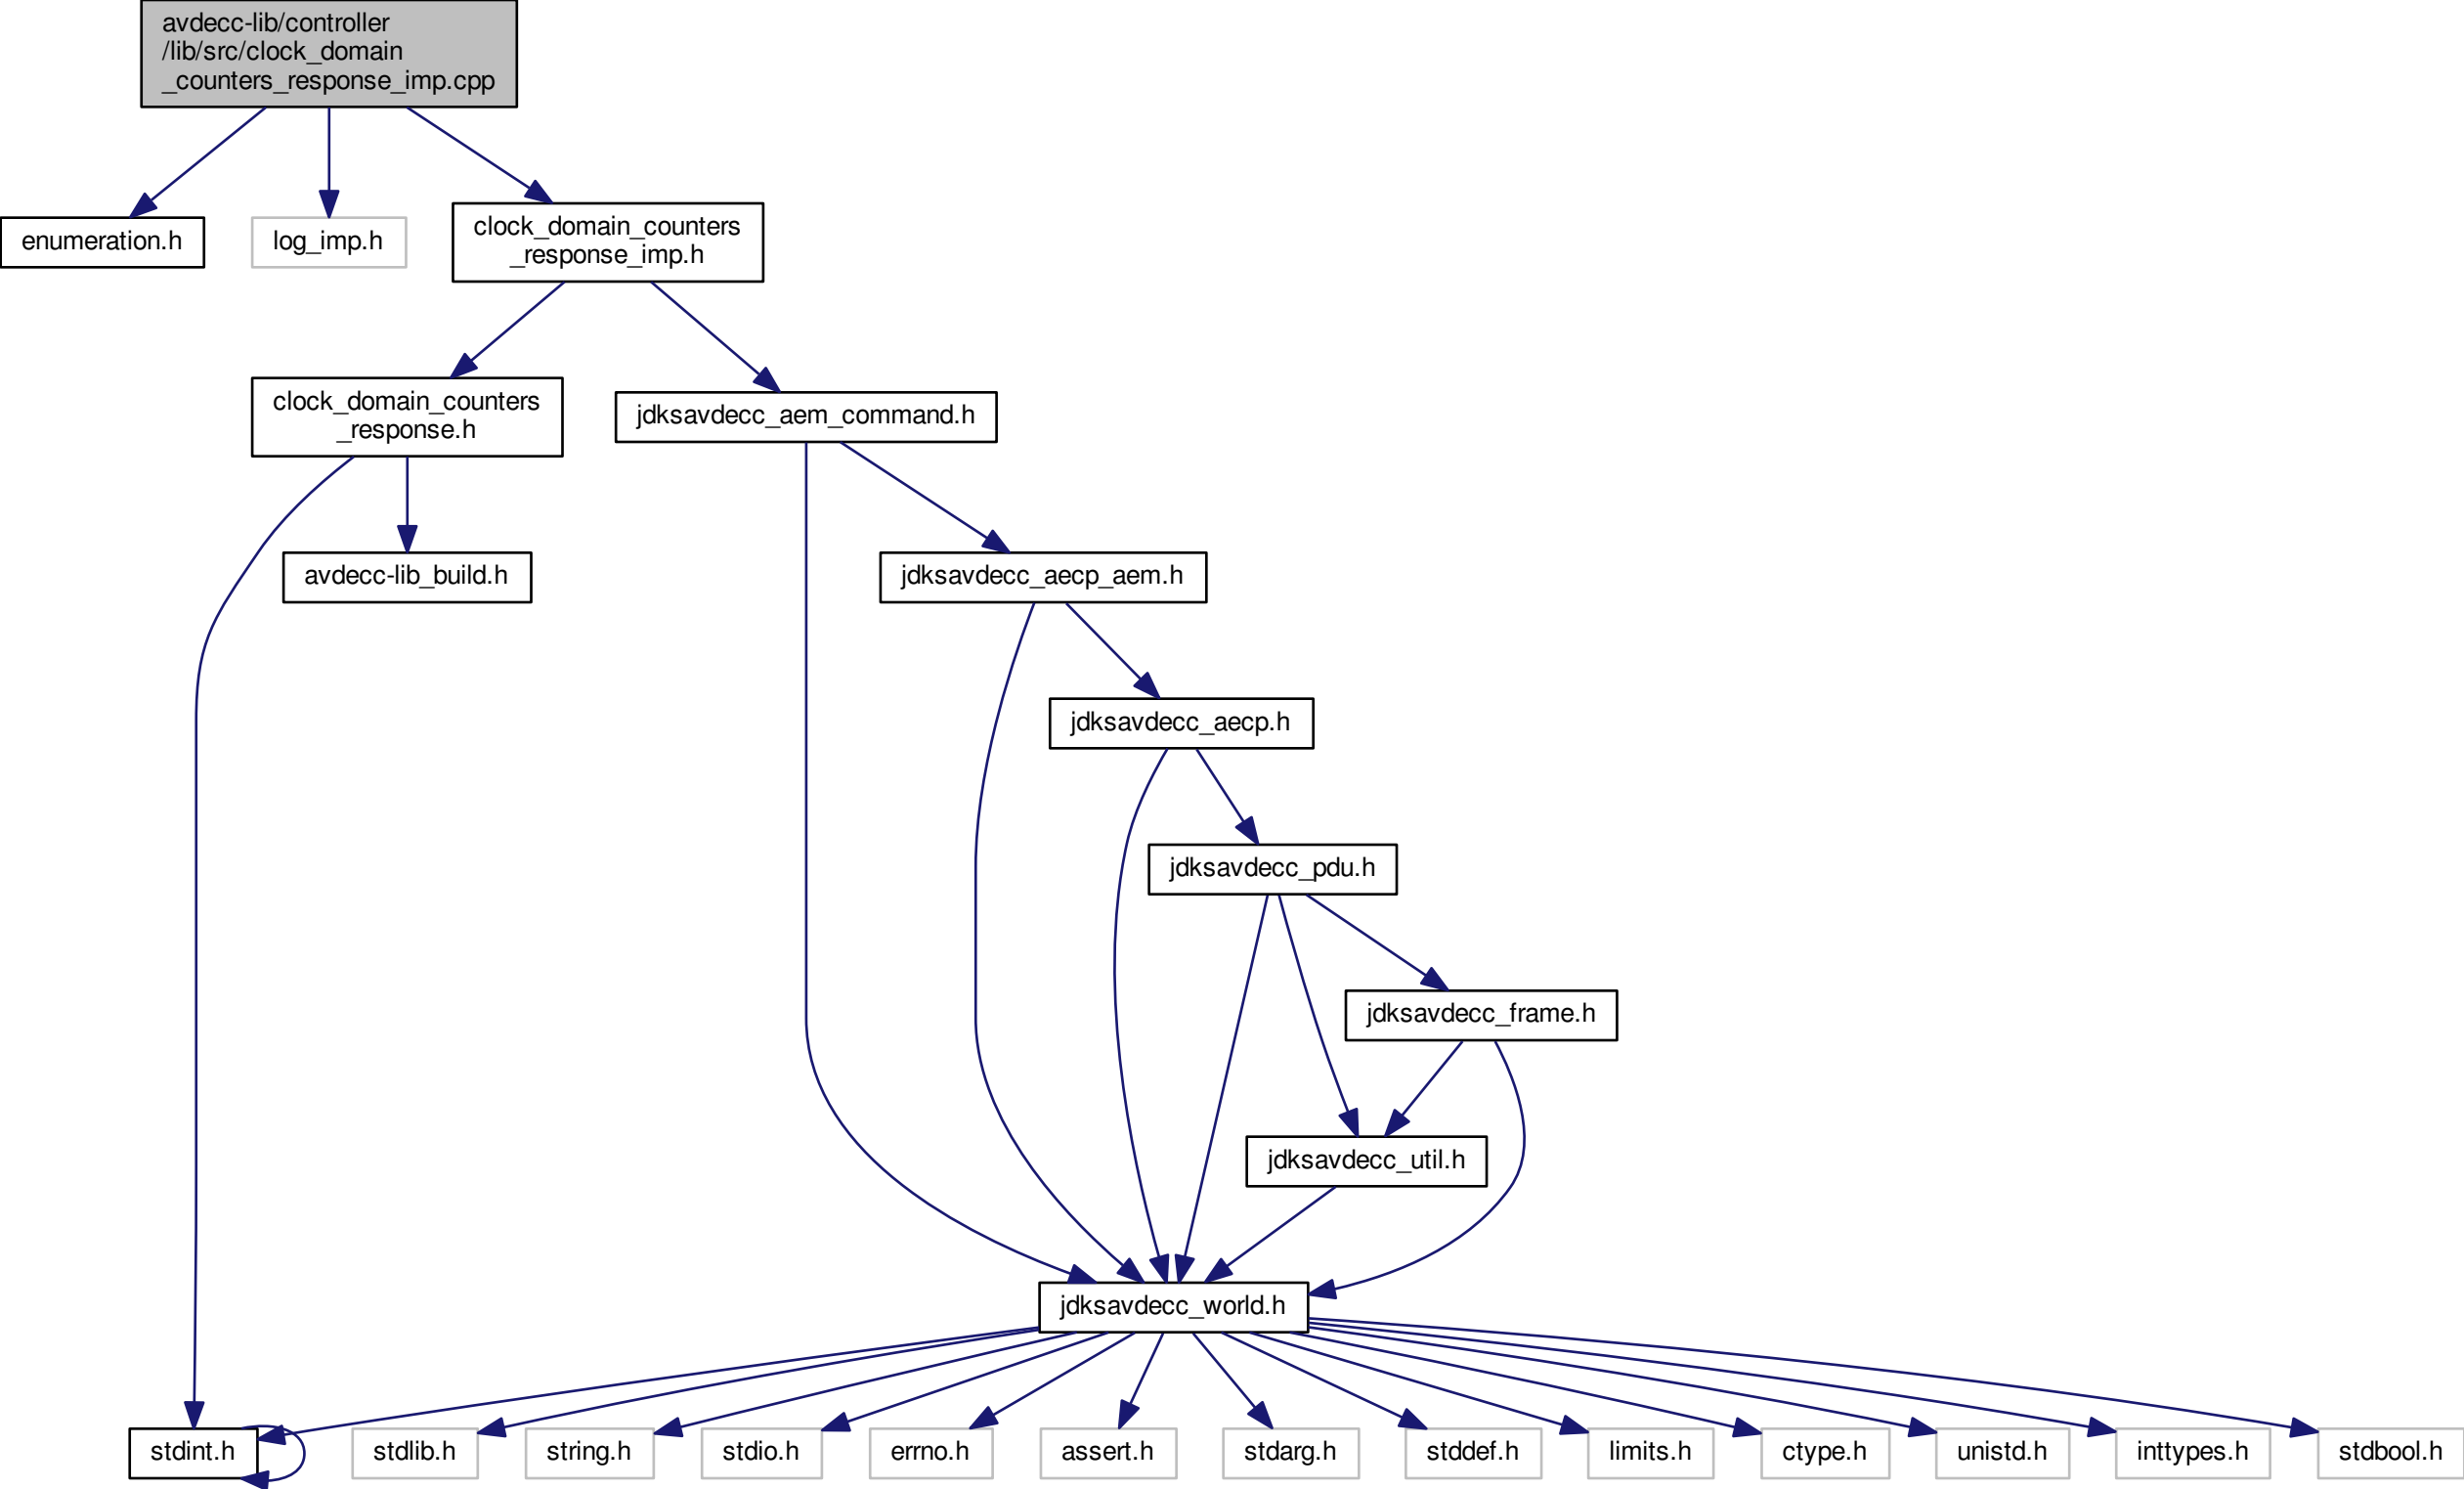 avdecc-lib/controller
/lib/src/clock_domain
_counters_response_imp.cpp
enumeration.h
log_imp.h
clock_domain_counters
_response_imp.h
clock_domain_counters
_response.h
jdksavdecc_aem_command.h
avdecc-lib_build.h
jdksavdecc_aecp_aem.h
jdksavdecc_aecp.h
jdksavdecc_pdu.h
jdksavdecc_frame.h
jdksavdecc_util.h
jdksavdecc_world.h
stdint.h
stdlib.h
string.h
stdio.h
errno.h
assert.h
stdarg.h
stddef.h
limits.h
ctype.h
unistd.h
inttypes.h
stdbool.h